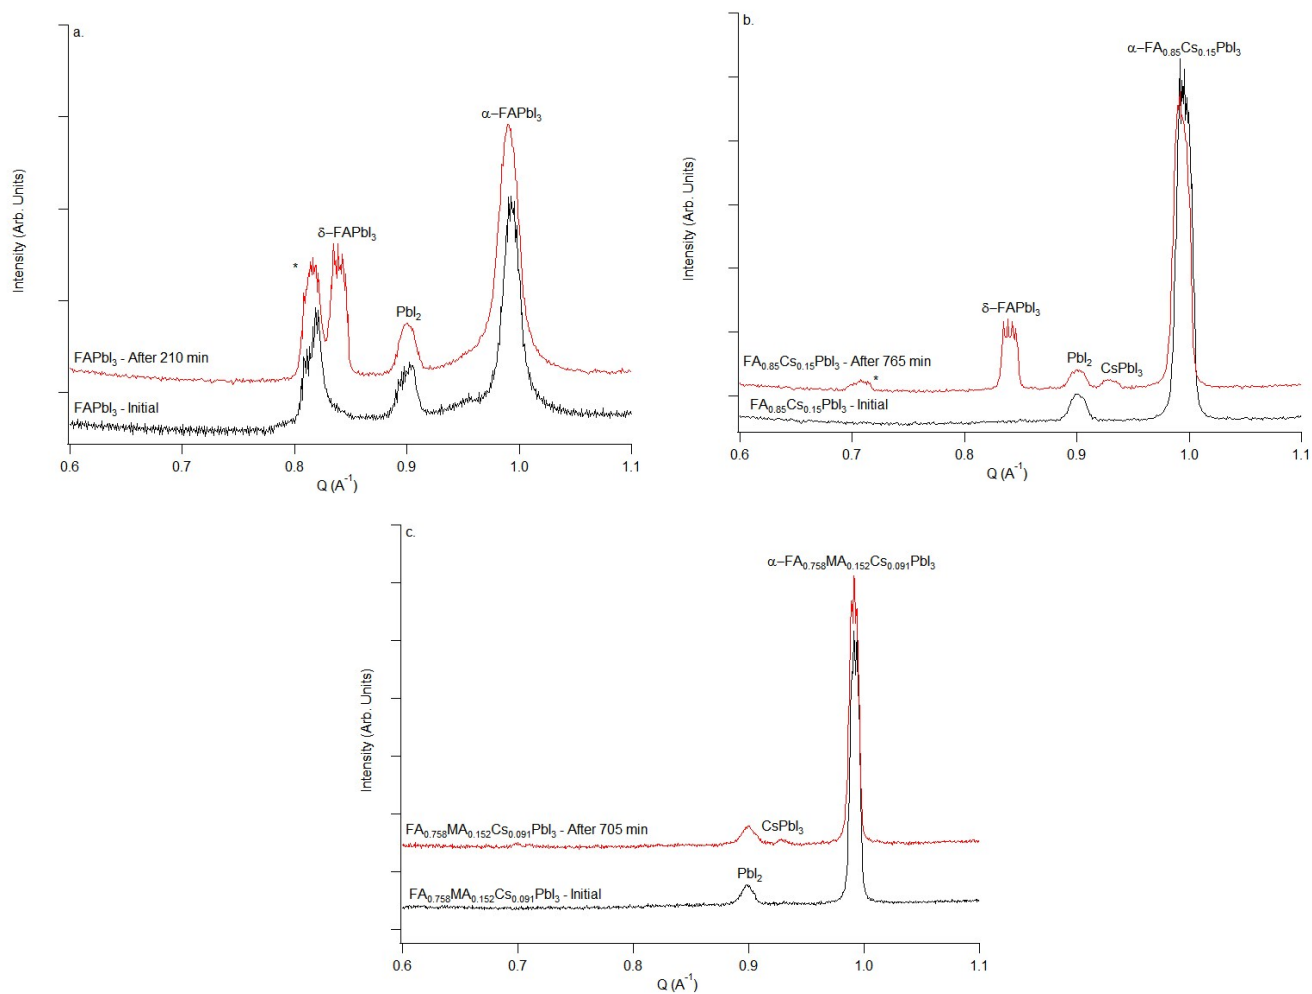 a.
α–FAPbI3
δ–FAPbI3
*
PbI2
FAPbI3 - After 210 min
FAPbI3 - Initial
Intensity (Arb. Units)
0.6 0.7 0.8 0.9 1.0 1.1
Q (A-1)
b.
α–FA0.85Cs0.15PbI3
δ–FAPbI3
PbI2
CsPbI3
FA0.85Cs0.15PbI3 - After 765 min
*
FA0.85Cs0.15PbI3 - Initial
Intensity (Arb. Units)
0.6 0.7 0.8 0.9 1.0 1.1
Q (A-1)
c.
α–FA0.758MA0.152Cs0.091PbI3
FA0.758MA0.152Cs0.091PbI3 - After 705 min
CsPbI3
PbI2
FA0.758MA0.152Cs0.091PbI3 - Initial
Intensity (Arb. Units)
0.6 0.7 0.8 0.9 1.0 1.1
Q (A-1)